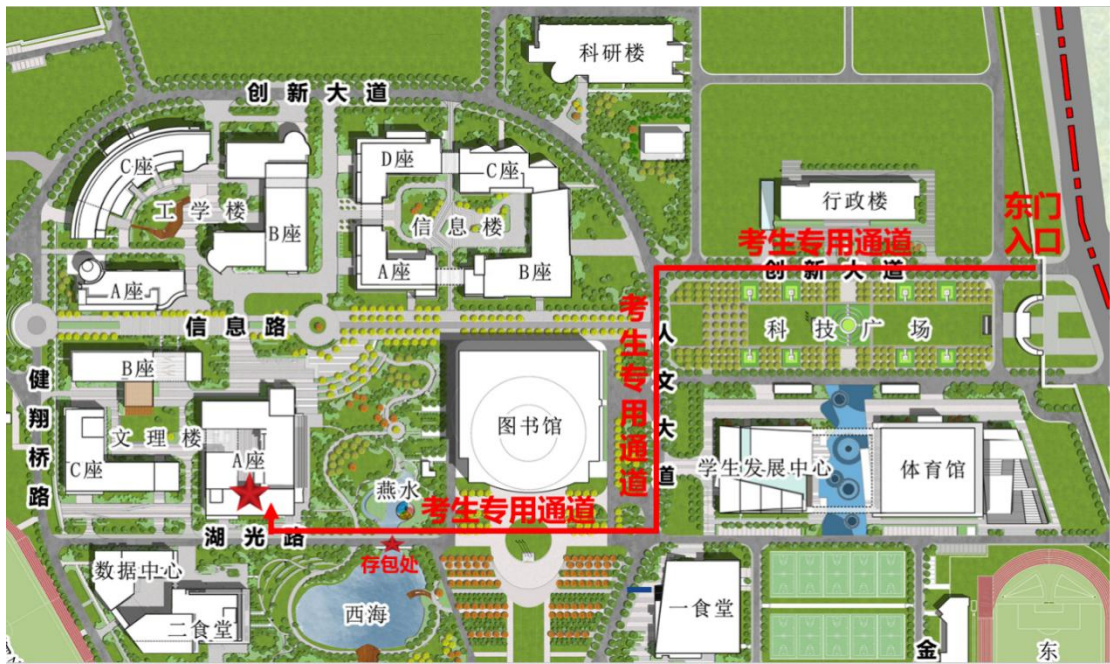 科研楼
创新大道
C座
D座
C座
行政楼
东门
入口
工学楼
信息楼
B座
考生专用通道
创新大道
A座
B座
A座
信息路
考生专用通道
人文大道
科技广场
健翔桥路
B座
图书馆
文理楼
A座
C座
学生发展中心
体育馆
燕水
考生专用通道
湖光路
存包处
数据中心
西海
一食堂
二食堂
金
东